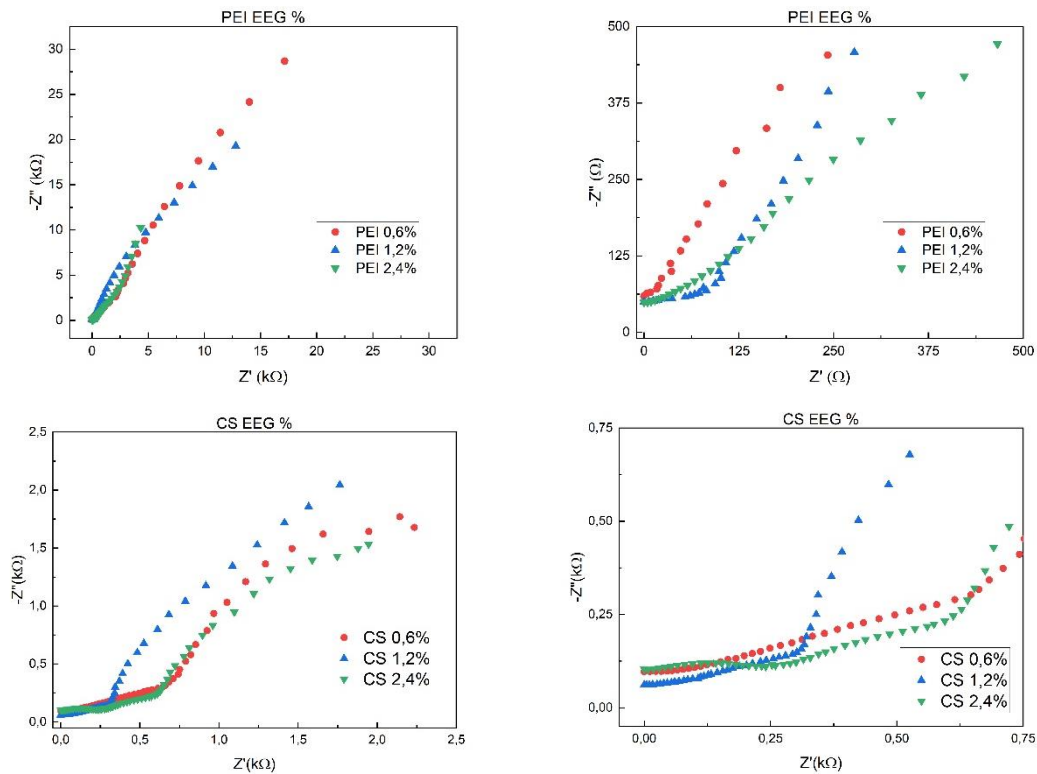 PEI EEG %
30
25
20
15
10
5
0
-Z'' (kΩ)
PEI 0,6%
PEI 1,2%
PEI 2,4%
0 5 10 15 20 25 30
Z' (kΩ)
PEI EEG %
500
375
250
125
0
-Z'' (Ω)
PEI 0,6%
PEI 1,2%
PEI 2,4%
0 125 250 375 500
Z' (Ω)
CS EEG %
2,5
2,0
1,5
1,0
0,5
0,0
-Z''(kΩ)
CS 0,6%
CS 1,2%
CS 2,4%
0,0 0,5 1,0 1,5 2,0 2,5
Z'(kΩ)
CS EEG %
0,75
0,50
0,25
0,00
-Z''(kΩ)
CS 0,6%
CS 1,2%
CS 2,4%
0,00 0,25 0,50 0,75
Z'(kΩ)